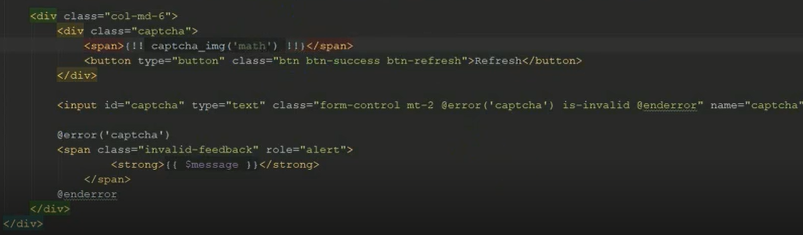 <div class="col-md-6">
<div class="captcha">
<span>{!! captcha_img('math') !!}</span>
<button type="button" class="btn btn-success btn-refresh">Refresh</button>
</div>
<input id="captcha" type="text" class="form-control mt-2 @error('captcha') is-invalid @enderror" name="captcha"
@error('captcha')
<span class="invalid-feedback" role="alert">
<strong>{{ $message }}</strong>
</span>
@enderror
</div>
</div>